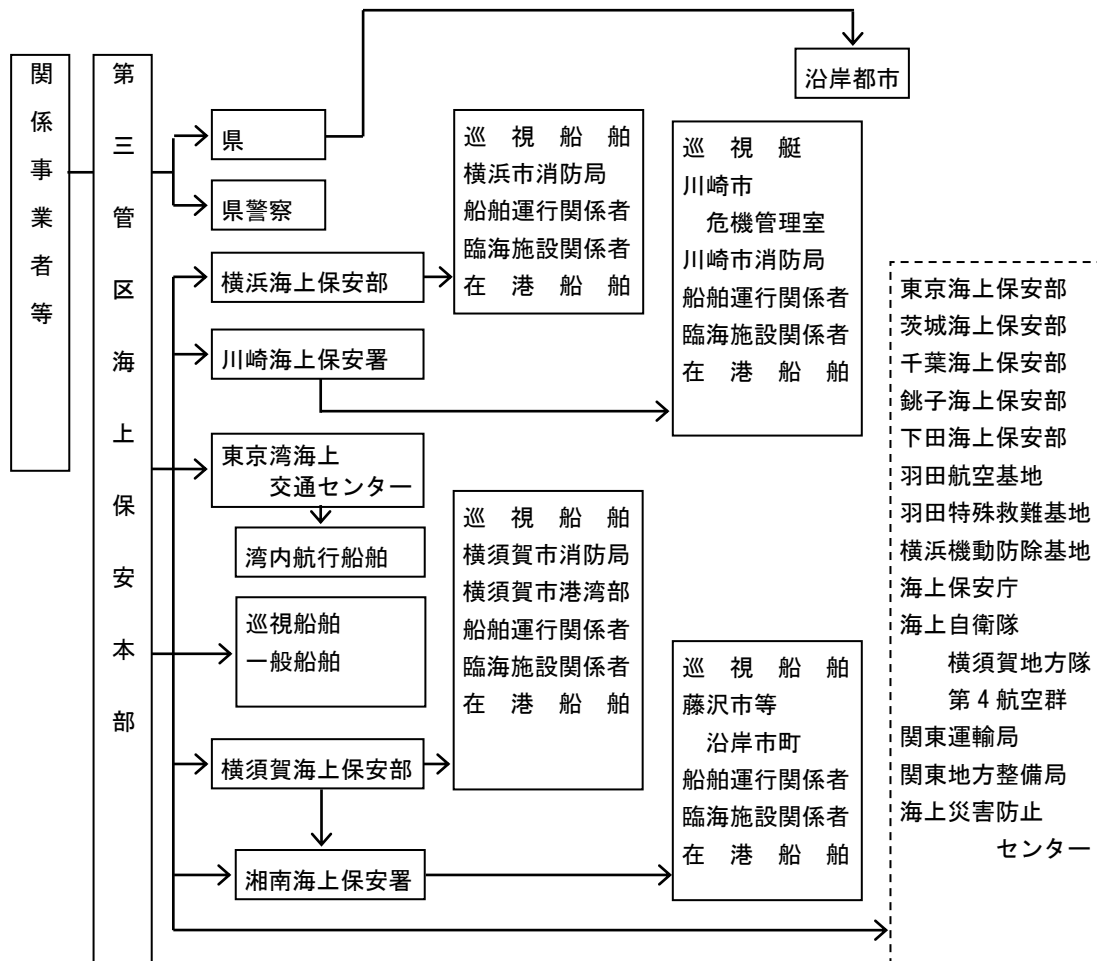 関係事業者等
第三管区海上保安本部
沿岸都市
県
県警察
横浜海上保安部
川崎海上保安署
東京湾海上
交通センター
湾内航行船舶
巡視船舶
一般船舶
横須賀海上保安部
湘南海上保安署
巡視船舶
横浜市消防局
船舶運行関係者
臨海施設関係者
在港船舶
巡視艇
川崎市
危機管理室
川崎市消防局
船舶運行関係者
臨海施設関係者
在港船舶
巡視船舶
横須賀市消防局
横須賀市港湾部
船舶運行関係者
臨海施設関係者
在港船舶
巡視船舶
藤沢市等
沿岸市町
船舶運行関係者
臨海施設関係者
在港船舶
東京海上保安部
茨城海上保安部
千葉海上保安部
銚子海上保安部
下田海上保安部
羽田航空基地
羽田特殊救難基地
横浜機動防除基地
海上保安庁
海上自衛隊
横須賀地方隊
第4航空群
関東運輸局
関東地方整備局
海上災害防止
センター